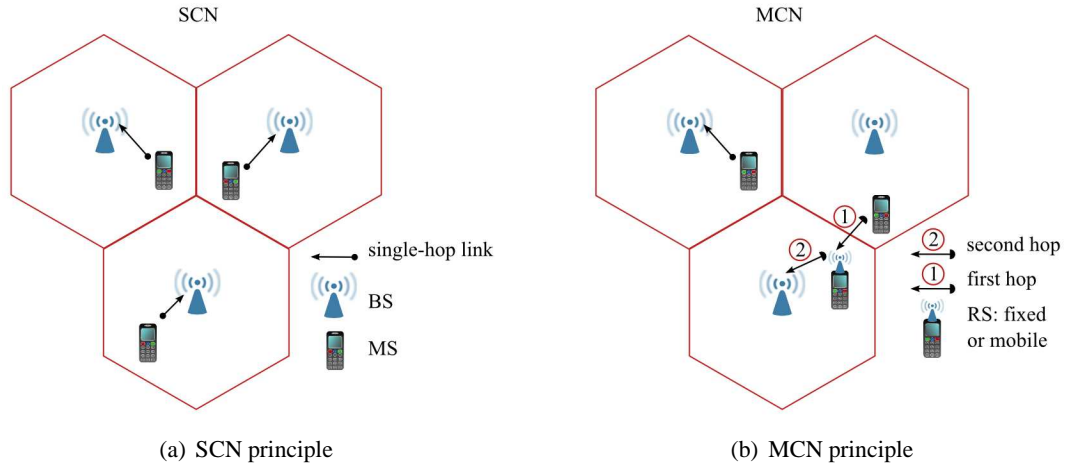 SCN
single-hop link
BS
MS
(a) SCN principle
MCN
1
2
2
second hop
1
first hop
RS: fixed
or mobile
(b) MCN principle